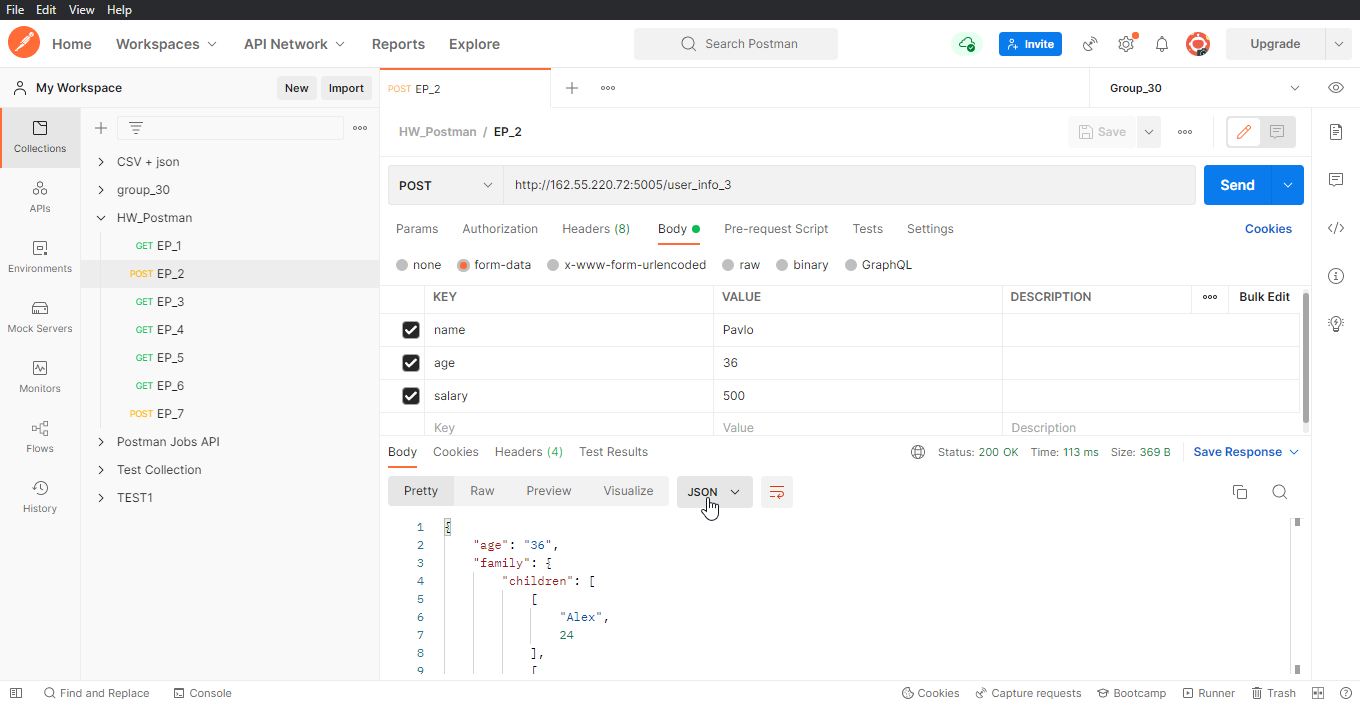 File Edit View Help
Home Workspaces API Network Reports Explore Search Postman Invite Upgrade
My Workspace New Import POST EP_2 Group_30
HW_Postman / EP_2 Save
Collections
APIs
Environments
Mock Servers
Monitors
Flows
History
CSV + json
group_30
HW_Postman
GET EP_1
POST EP_2
GET EP_3
GET EP_4
GET EP_5
GET EP_6
POST EP_7
Postman Jobs API
Test Collection
TEST1
POST http://162.55.220.72:5005/user_info_3 Send
Params Authorization Headers (8) Body Pre-request Script Tests Settings Cookies
none form-data x-www-form-urlencoded raw binary GraphQL
KEY VALUE DESCRIPTION Bulk Edit
name Pavlo
age 36
salary 500
Key Value Description
Body Cookies Headers (4) Test Results Status: 200 OK Time: 113 ms Size: 369 B Save Response
Pretty Raw Preview Visualize JSON
1 {
2 "age": "36",
3 "family": {
4 "children": [
5 [
6 "Alex",
7 24
8 ],
9 [
Find and Replace Console Cookies Capture requests Bootcamp Runner Trash